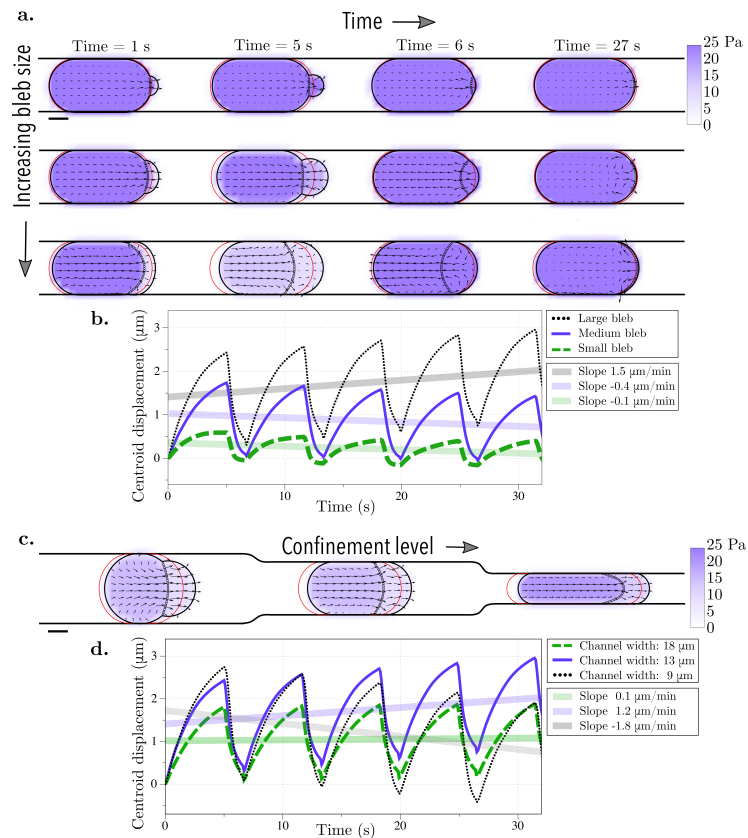 a.
Time
Time = 1 s
Time = 5 s
Time = 6 s
Time = 27 s
Increasing bleb size
25 Pa
20
15
10
5
0
b.
Centroid displacement (μm)
3
2
1
0
0
10
20
30
Time (s)
Large bleb
Medium bleb
Small bleb
Slope 1.5 μm/min
Slope -0.4 μm/min
Slope -0.1 μm/min
c.
Confinement level
25 Pa
20
15
10
5
0
d.
Centroid displacement (μm)
3
2
1
0
0
10
20
30
Time (s)
Channel width: 18 μm
Channel width: 13 μm
Channel width: 9 μm
Slope 0.1 μm/min
Slope 1.2 μm/min
Slope -1.8 μm/min